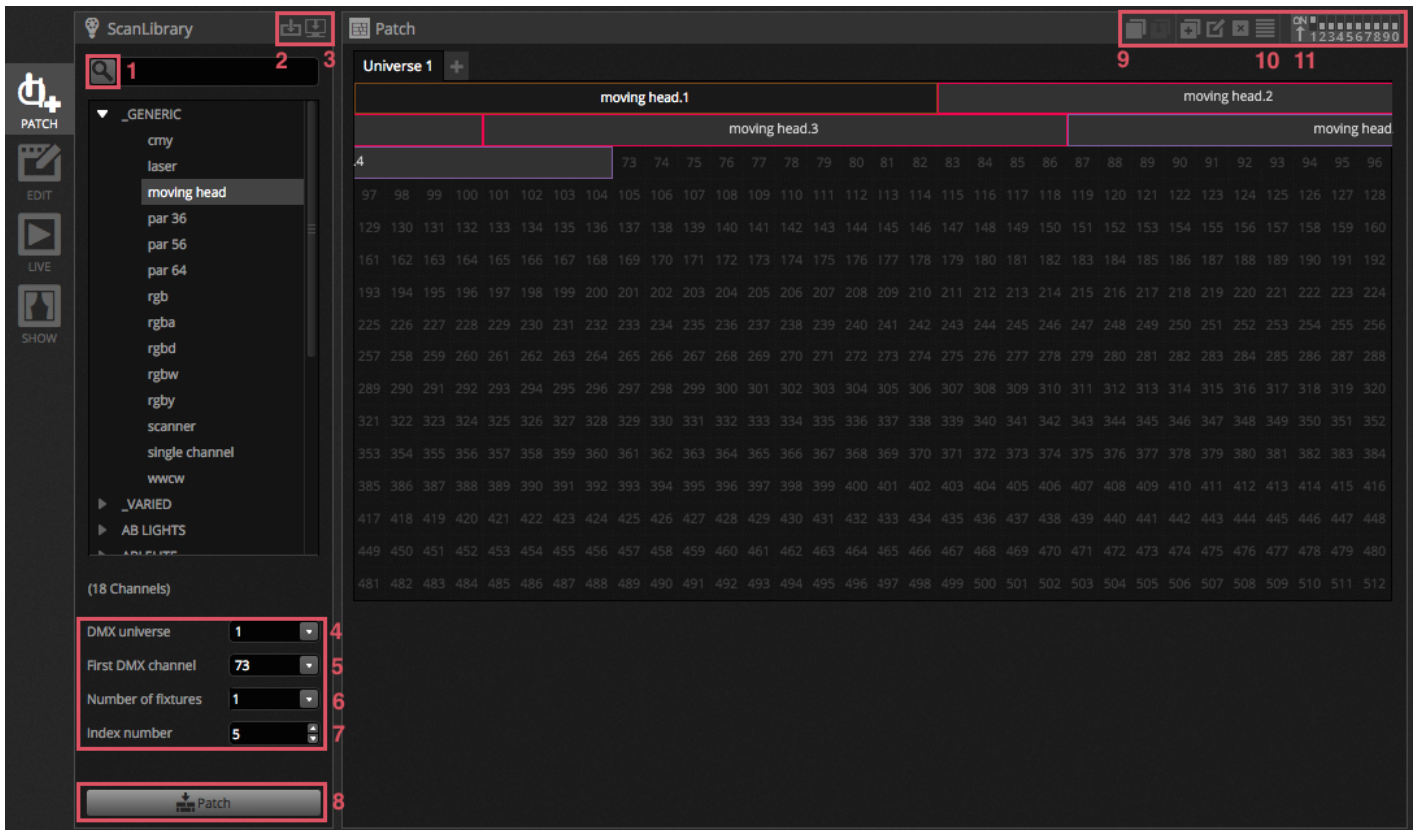 ScanLibrary
2
3
1
PATCH
EDIT
LIVE
SHOW
_GENERIC
cmy
laser
moving head
par 36
par 56
par 64
rgb
rgba
rgbd
rgbw
rgby
scanner
single channel
wwcw
_VARIED
AB LIGHTS
(18 Channels)
DMX universe 1 4
First DMX channel 73 5
Number of fixtures 1 6
Index number 5 7
Patch 8
Patch
ON
1234567890
9 10 11
Universe 1
moving head.1 moving head.2
moving head.3 moving head
.4 73 74 75 76 77 78 79 80 81 82 83 84 85 86 87 88 89 90 91 92 93 94 95 96
97 98 99 100 101 102 103 104 105 106 107 108 109 110 111 112 113 114 115 116 117 118 119 120 121 122 123 124 125 126 127 128
129 130 131 132 133 134 135 136 137 138 139 140 141 142 143 144 145 146 147 148 149 150 151 152 153 154 155 156 157 158 159 160
161 162 163 164 165 166 167 168 169 170 171 172 173 174 175 176 177 178 179 180 181 182 183 184 185 186 187 188 189 190 191 192
193 194 195 196 197 198 199 200 201 202 203 204 205 206 207 208 209 210 211 212 213 214 215 216 217 218 219 220 221 222 223 224
225 226 227 228 229 230 231 232 233 234 235 236 237 238 239 240 241 242 243 244 245 246 247 248 249 250 251 252 253 254 255 256
257 258 259 260 261 262 263 264 265 266 267 268 269 270 271 272 273 274 275 276 277 278 279 280 281 282 283 284 285 286 287 288
289 290 291 292 293 294 295 296 297 298 299 300 301 302 303 304 305 306 307 308 309 310 311 312 313 314 315 316 317 318 319 320
321 322 323 324 325 326 327 328 329 330 331 332 333 334 335 336 337 338 339 340 341 342 343 344 345 346 347 348 349 350 351 352
353 354 355 356 357 358 359 360 361 362 363 364 365 366 367 368 369 370 371 372 373 374 375 376 377 378 379 380 381 382 383 384
385 386 387 388 389 390 391 392 393 394 395 396 397 398 399 400 401 402 403 404 405 406 407 408 409 410 411 412 413 414 415 416
417 418 419 420 421 422 423 424 425 426 427 428 429 430 431 432 433 434 435 436 437 438 439 440 441 442 443 444 445 446 447 448
449 450 451 452 453 454 455 456 457 458 459 460 461 462 463 464 465 466 467 468 469 470 471 472 473 474 475 476 477 478 479 480
481 482 483 484 485 486 487 488 489 490 491 492 493 494 495 496 497 498 499 500 501 502 503 504 505 506 507 508 509 510 511 512